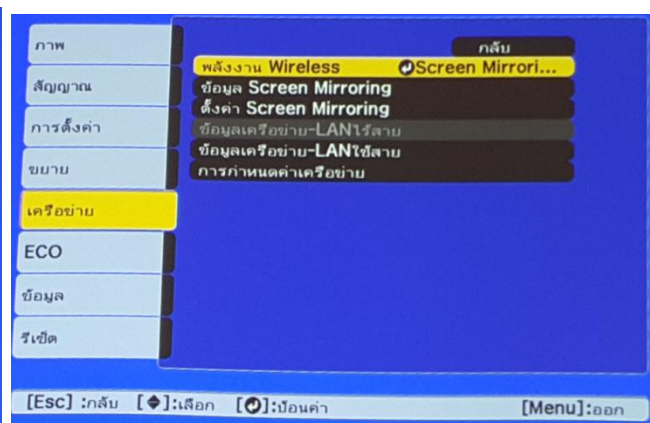 ภาพ
สัญญาณ
การตั้งค่า
ขยาย
เครือข่าย
ECO
ข้อมูล
รีเซ็ต
กลับ
พลังงาน Wireless Screen Mirrori...
ข้อมูล Screen Mirroring
ตั้งค่า Screen Mirroring
ข้อมูลเครือข่าย-LANไร้สาย
ข้อมูลเครือข่าย-LANใช้สาย
การกำหนดค่าเครือข่าย
[Esc] :กลับ [◆]:เลือก [↵]:ป้อนค่า [Menu]:ออก